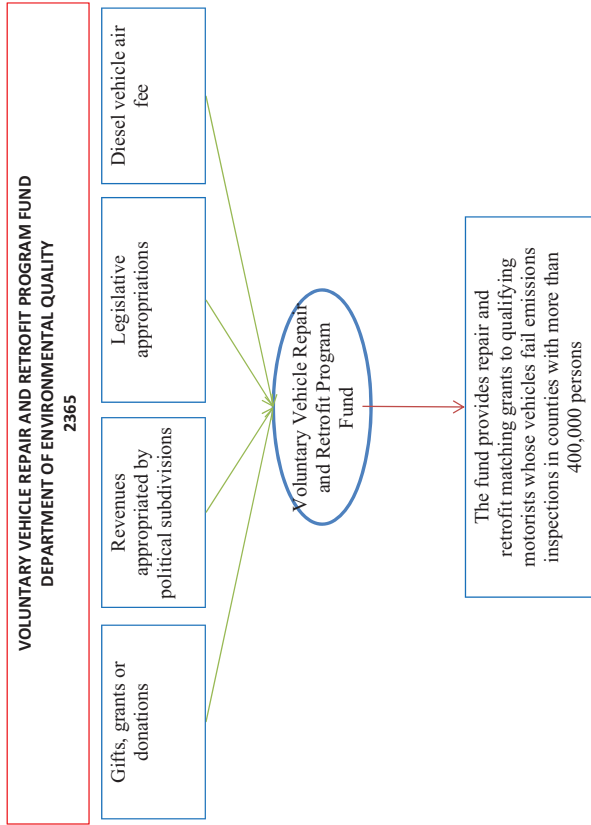 VOLUNTARY VEHICLE REPAIR AND RETROFIT PROGRAM FUND
DEPARTMENT OF ENVIRONMENTAL QUALITY
2365
Gifts, grants or
donations
Revenues
appropriated by
political subdivisions
Legislative
appropriations
Diesel vehicle air
fee
Voluntary Vehicle Repair
and Retrofit Program
Fund
The fund provides repair and
retrofit matching grants to qualifying
motorists whose vehicles fail emissions
inspections in counties with more than
400,000 persons